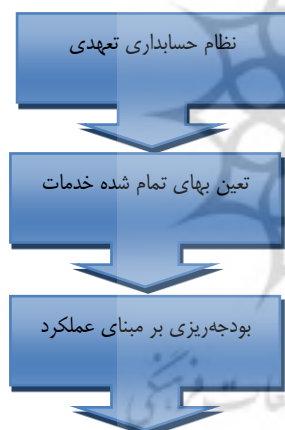 نظام حسابداری تعهدی
تعین بهای تمام شده خدمات
بودجه‌ریزی بر مبنای عملکرد